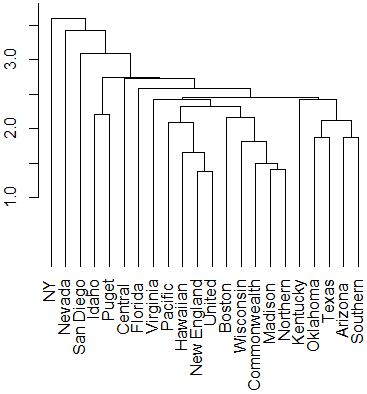 3.0
2.0
1.0
NY
Nevada
San Diego
Idaho
Puget
Central
Florida
Virginia
Pacific
Hawaiian
New England
United
Boston
Wisconsin
Commonwealth
Madison
Northern
Kentucky
Oklahoma
Texas
Arizona
Southern